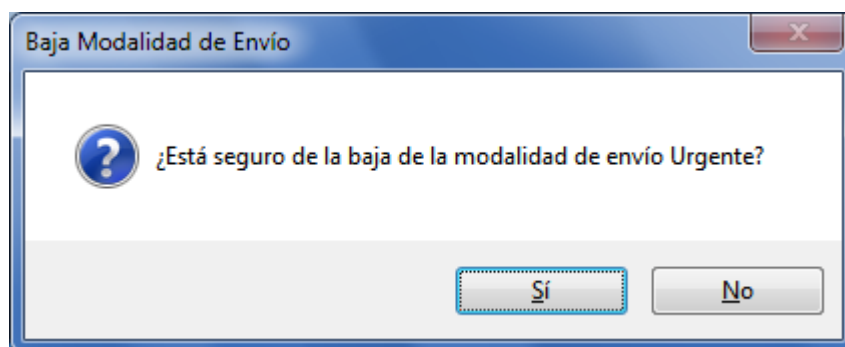 Baja Modalidad de Envío
¿Está seguro de la baja de la modalidad de envío Urgente?
Sí
No